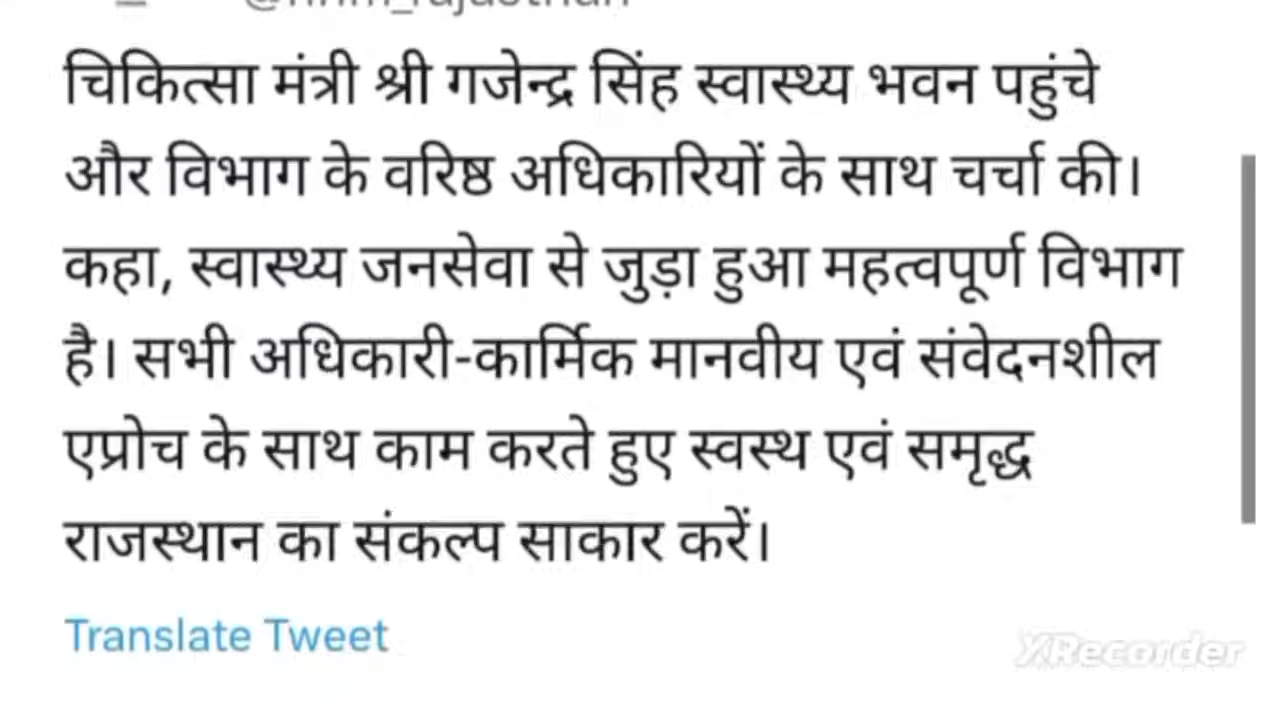 चिकित्सा मंत्री श्री गजेन्द्र सिंह स्वास्थ्य भवन पहुंचे
और विभाग के वरिष्ठ अधिकारियों के साथ चर्चा की।
कहा, स्वास्थ्य जनसेवा से जुड़ा हुआ महत्वपूर्ण विभाग
है। सभी अधिकारी-कार्मिक मानवीय एवं संवेदनशील
एप्रोच के साथ काम करते हुए स्वस्थ एवं समृद्ध
राजस्थान का संकल्प साकार करें।
Translate Tweet
XRecorder